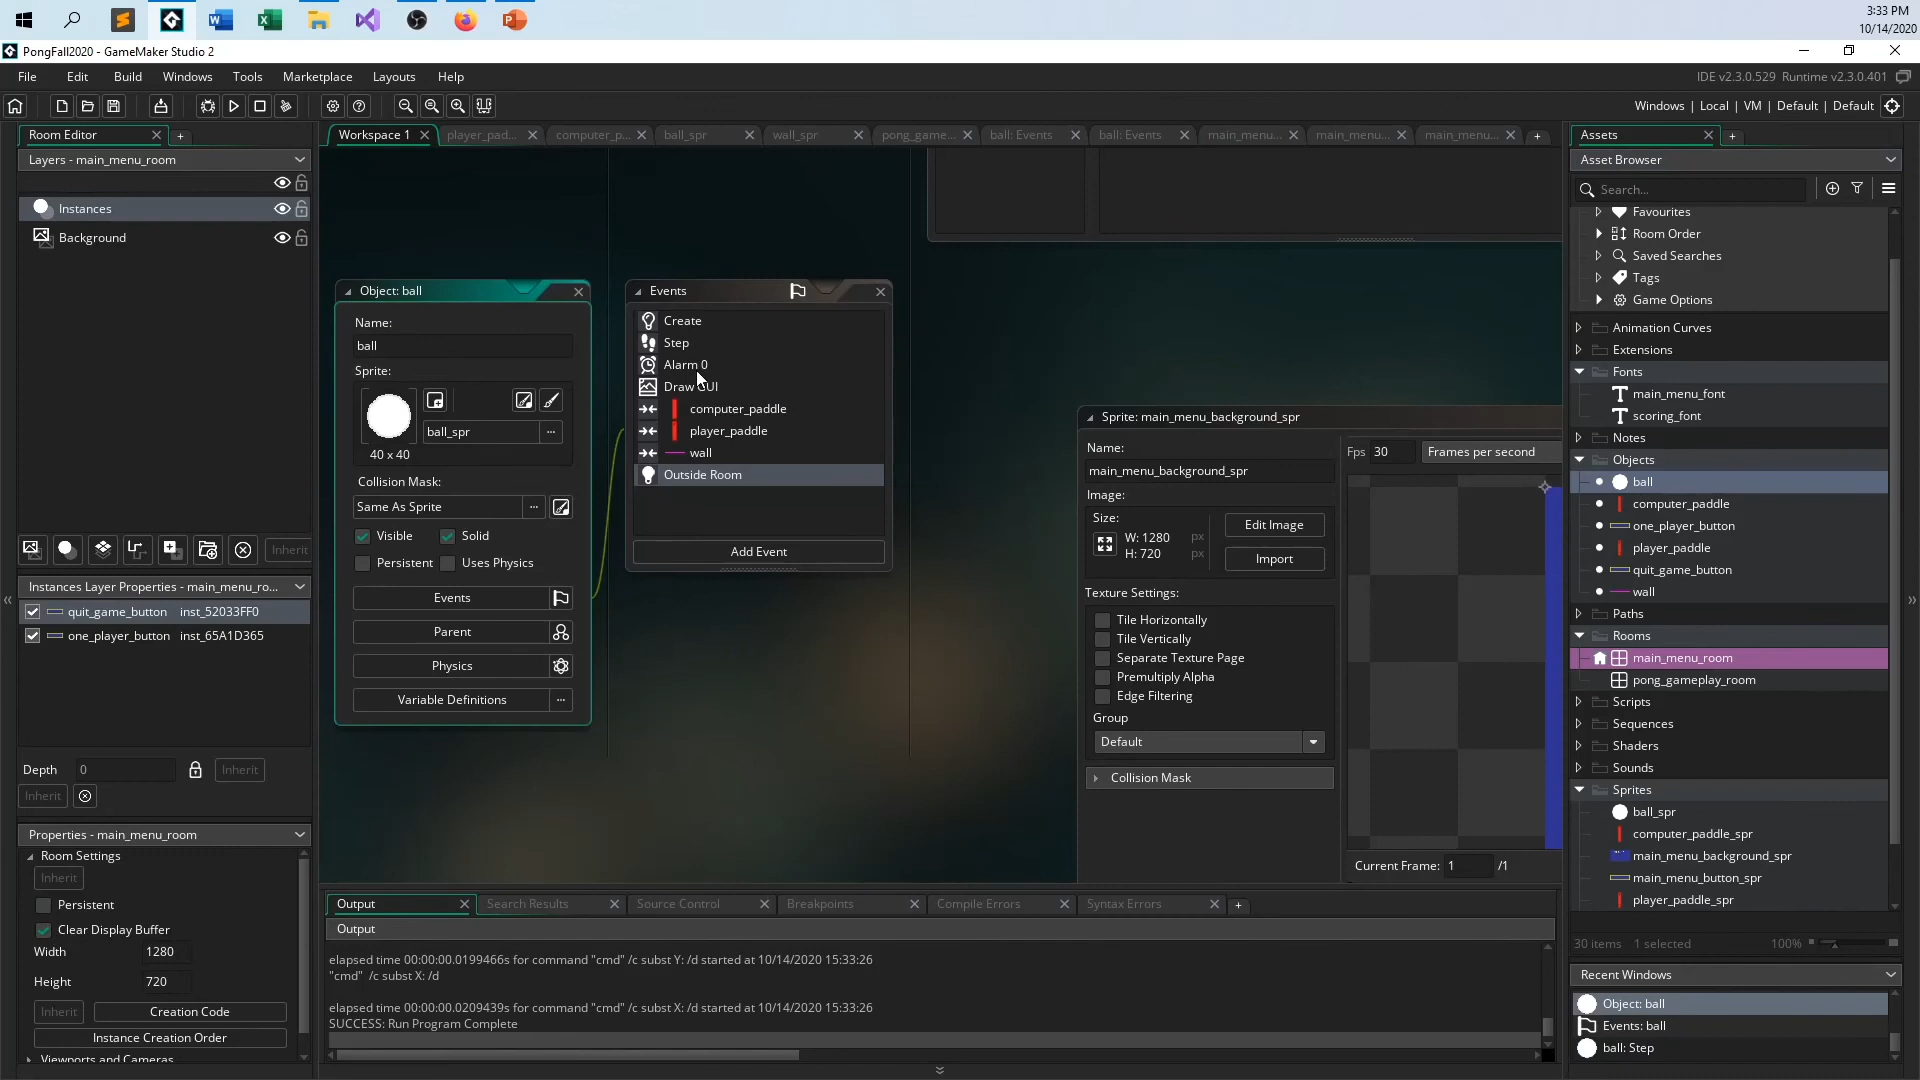 3:33 PM
10/14/2020
PongFall2020 - GameMaker Studio 2
File Edit Build Windows Tools Marketplace Layouts Help
IDE v2.3.0.529 Runtime v2.3.0.401
Windows | Local | VM | Default | Default
Room Editor
Layers - main_menu_room
Instances
Background
Inherit
Instances Layer Properties - main_menu_ro...
quit_game_button inst_52033FF0
one_player_button inst_65A1D365
Depth 0 Inherit
Inherit
Properties - main_menu_room
Room Settings
Inherit
Persistent
Clear Display Buffer
Width 1280
Height 720
Inherit Creation Code
Instance Creation Order
Viewports and Cameras
Workspace 1 player_pad... computer_p... ball_spr wall_spr pong_game... ball: Events ball: Events main_menu... main_menu... main_menu...
Object: ball
Name:
ball
Sprite:
ball_spr
40 x 40
Collision Mask:
Same As Sprite
Visible Solid
Persistent Uses Physics
Events
Parent
Physics
Variable Definitions
Events
Create
Step
Alarm 0
Draw GUI
computer_paddle
player_paddle
wall
Outside Room
Add Event
Sprite: main_menu_background_spr
Name:
main_menu_background_spr
Image:
Size:
W: 1280 px
H: 720 px
Edit Image
Import
Texture Settings:
Tile Horizontally
Tile Vertically
Separate Texture Page
Premultiply Alpha
Edge Filtering
Group
Default
Collision Mask
Fps 30 Frames per second
Current Frame: 1 /1
Output Search Results Source Control Breakpoints Compile Errors Syntax Errors
Output
elapsed time 00:00:00.0199466s for command "cmd" /c subst Y: /d started at 10/14/2020 15:33:26
"cmd" /c subst X: /d
elapsed time 00:00:00.0209439s for command "cmd" /c subst X: /d started at 10/14/2020 15:33:26
SUCCESS: Run Program Complete
Assets
Asset Browser
Search...
Favourites
Room Order
Saved Searches
Tags
Game Options
Animation Curves
Extensions
Fonts
main_menu_font
scoring_font
Notes
Objects
ball
computer_paddle
one_player_button
player_paddle
quit_game_button
wall
Paths
Rooms
main_menu_room
pong_gameplay_room
Scripts
Sequences
Shaders
Sounds
Sprites
ball_spr
computer_paddle_spr
main_menu_background_spr
main_menu_button_spr
player_paddle_spr
30 items 1 selected 100%
Recent Windows
Object: ball
Events: ball
ball: Step